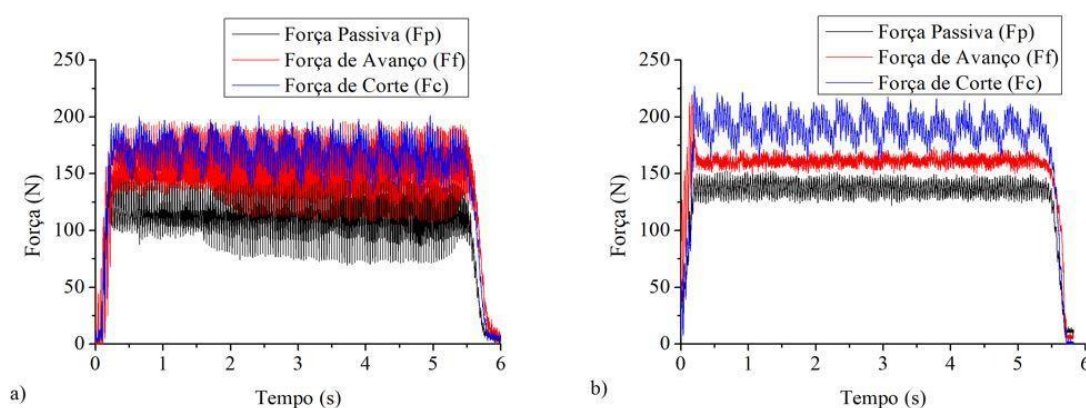 Força Passiva (Fp)
Força de Avanço (Ff)
Força de Corte (Fc)
250
200
150
100
50
0
Força (N)
0
1
2
3
4
5
6
Tempo (s)
a)
Força Passiva (Fp)
Força de Avanço (Ff)
Força de Corte (Fc)
250
200
150
100
50
0
Força (N)
0
1
2
3
4
5
6
Tempo (s)
b)